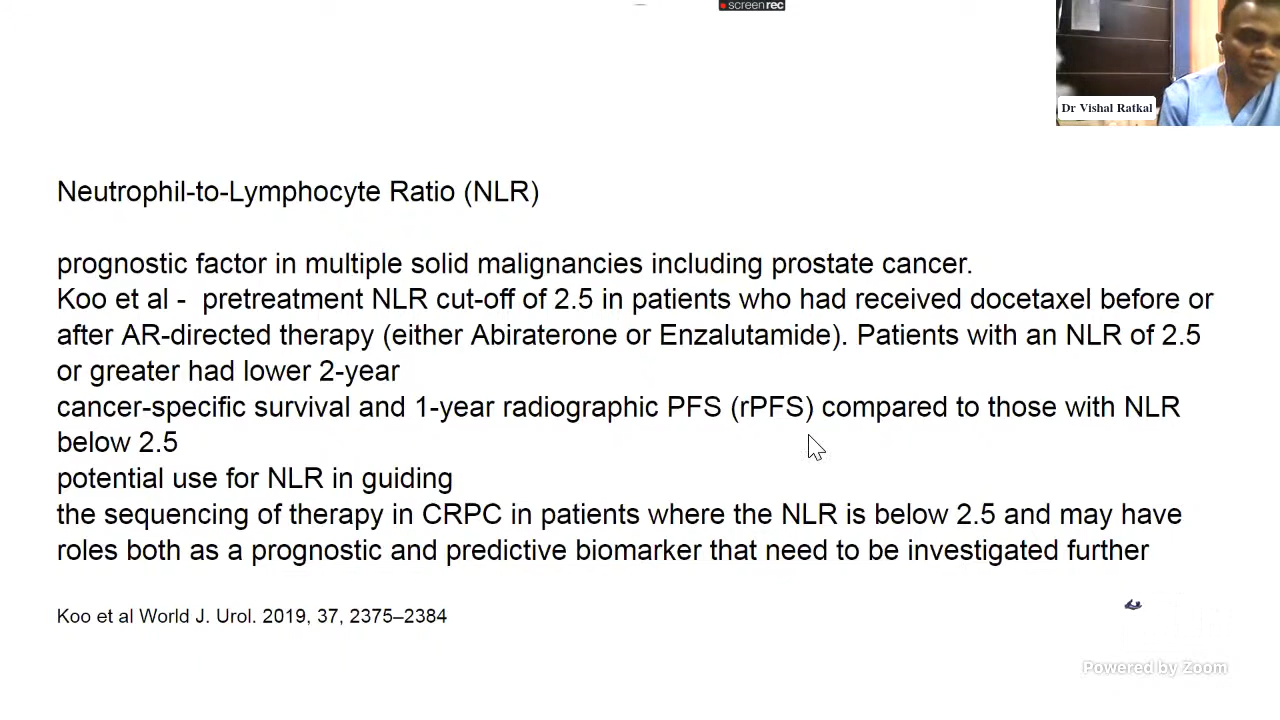 screenrec
Dr Vishal Ratkal
Neutrophil-to-Lymphocyte Ratio (NLR)
prognostic factor in multiple solid malignancies including prostate cancer.
Koo et al -  pretreatment NLR cut-off of 2.5 in patients who had received docetaxel before or
after AR-directed therapy (either Abiraterone or Enzalutamide). Patients with an NLR of 2.5
or greater had lower 2-year
cancer-specific survival and 1-year radiographic PFS (rPFS) compared to those with NLR
below 2.5
potential use for NLR in guiding
the sequencing of therapy in CRPC in patients where the NLR is below 2.5 and may have
roles both as a prognostic and predictive biomarker that need to be investigated further
Koo et al World J. Urol. 2019, 37, 2375–2384
Powered by Zoom